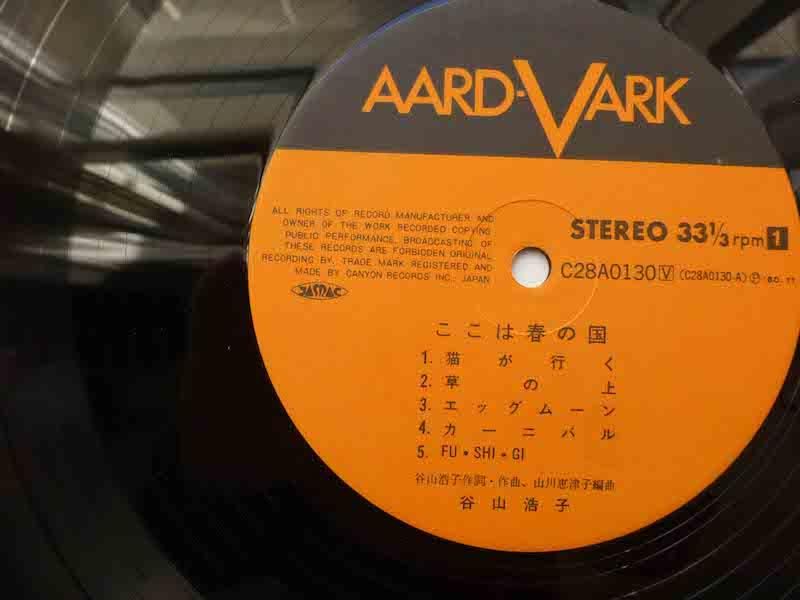 AARD-VARK
ALL RIGHTS OF RECORD MANUFACTURER AND
OWNER OF THE WORK RECORDED COPYING
PUBLIC PERFORMANCE, BROADCASTING OF
THESE RECORDS ARE FORBIDDEN ORIGINAL
RECORDING BY, TRADE MARK REGISTERED AND
MADE BY CANYON RECORDS INC., JAPAN
JASRAC
STEREO 33⅓ rpm 1
C28A0130 V (C28A0130-A) Ⓟ '80. 11
ここは春の国
1. 猫が行く
2. 草の上
3. エッグムーン
4. カーニバル
5. FU・SHI・GI
谷山浩子作詞・作曲、山川恵津子編曲
谷山浩子